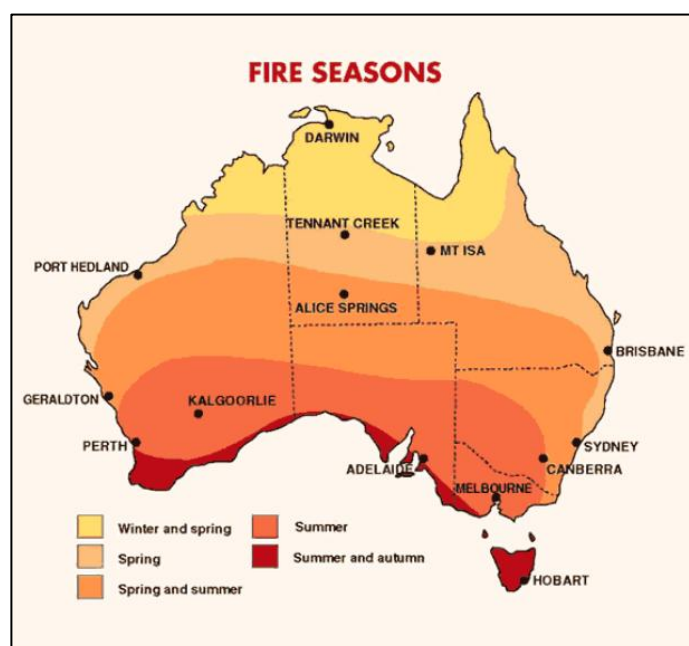 FIRE SEASONS
DARWIN
TENNANT CREEK
MT ISA
PORT HEDLAND
ALICE SPRINGS
BRISBANE
GERALDTON
KALGOORLIE
PERTH
SYDNEY
ADELAIDE
CANBERRA
MELBOURNE
HOBART
Winter and spring
Spring
Spring and summer
Summer
Summer and autumn